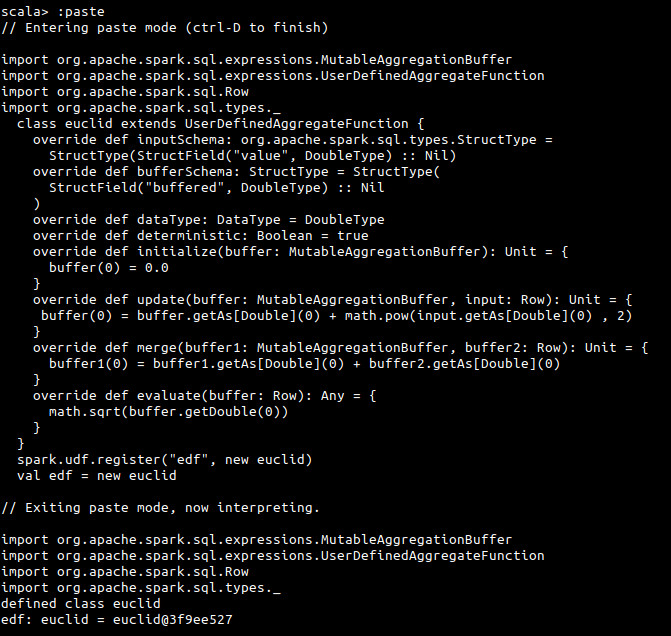 scala> :paste
// Entering paste mode (ctrl-D to finish)

import org.apache.spark.sql.expressions.MutableAggregationBuffer
import org.apache.spark.sql.expressions.UserDefinedAggregateFunction
import org.apache.spark.sql.Row
import org.apache.spark.sql.types._
  class euclid extends UserDefinedAggregateFunction {
    override def inputSchema: org.apache.spark.sql.types.StructType =
      StructType(StructField("value", DoubleType) :: Nil)
    override def bufferSchema: StructType = StructType(
      StructField("buffered", DoubleType) :: Nil
    )
    override def dataType: DataType = DoubleType
    override def deterministic: Boolean = true
    override def initialize(buffer: MutableAggregationBuffer): Unit = {
      buffer(0) = 0.0
    }
    override def update(buffer: MutableAggregationBuffer, input: Row): Unit = {
     buffer(0) = buffer.getAs[Double](0) + math.pow(input.getAs[Double](0) , 2)
    }
    override def merge(buffer1: MutableAggregationBuffer, buffer2: Row): Unit = {
      buffer1(0) = buffer1.getAs[Double](0) + buffer2.getAs[Double](0)
    }
    override def evaluate(buffer: Row): Any = {
      math.sqrt(buffer.getDouble(0))
    }
  }
  spark.udf.register("edf", new euclid)
  val edf = new euclid

// Exiting paste mode, now interpreting.

import org.apache.spark.sql.expressions.MutableAggregationBuffer
import org.apache.spark.sql.expressions.UserDefinedAggregateFunction
import org.apache.spark.sql.Row
import org.apache.spark.sql.types._
defined class euclid
edf: euclid = euclid@3f9ee527